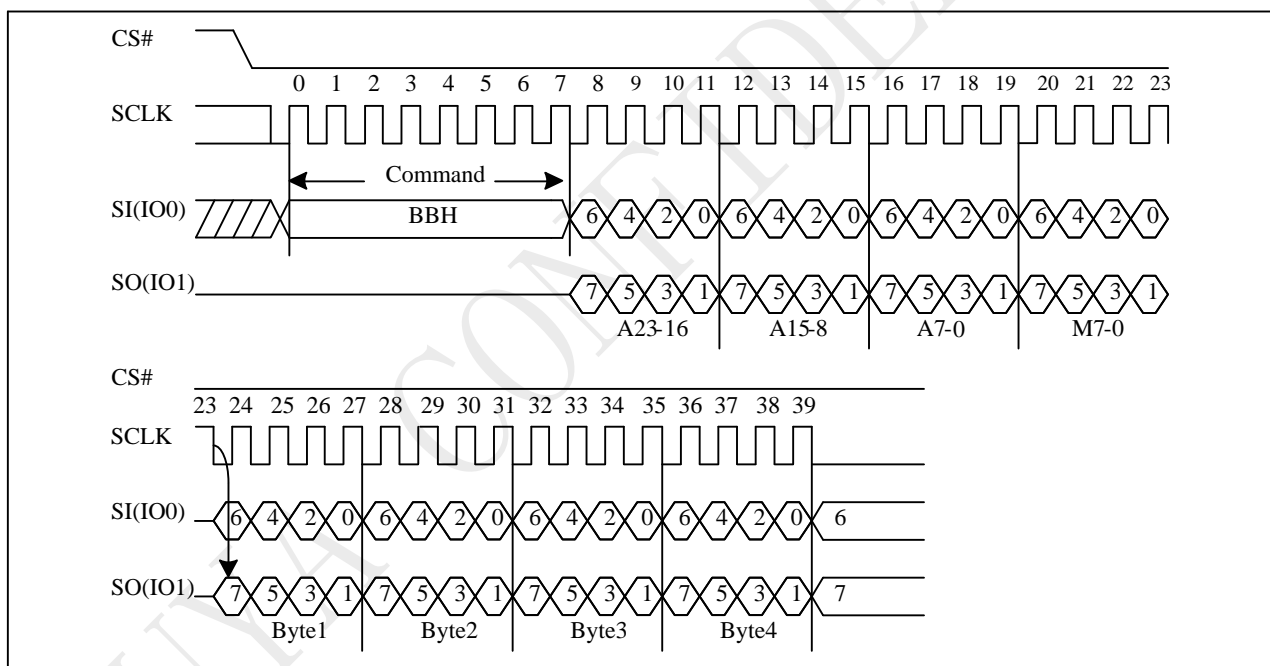 CS#
0 1 2 3 4 5 6 7 8 9 10 11 12 13 14 15 16 17 18 19 20 21 22 23
SCLK
Command
SI(IO0) BBH 6 4 2 0 6 4 2 0 6 4 2 0 6 4 2 0
SO(IO1) 7 5 3 1 7 5 3 1 7 5 3 1 7 5 3 1
A23-16 A15-8 A7-0 M7-0
CS#
23 24 25 26 27 28 29 30 31 32 33 34 35 36 37 38 39
SCLK
SI(IO0) 6 4 2 0 6 4 2 0 6 4 2 0 6 4 2 0 6
SO(IO1) 7 5 3 1 7 5 3 1 7 5 3 1 7 5 3 1 7
Byte1 Byte2 Byte3 Byte4